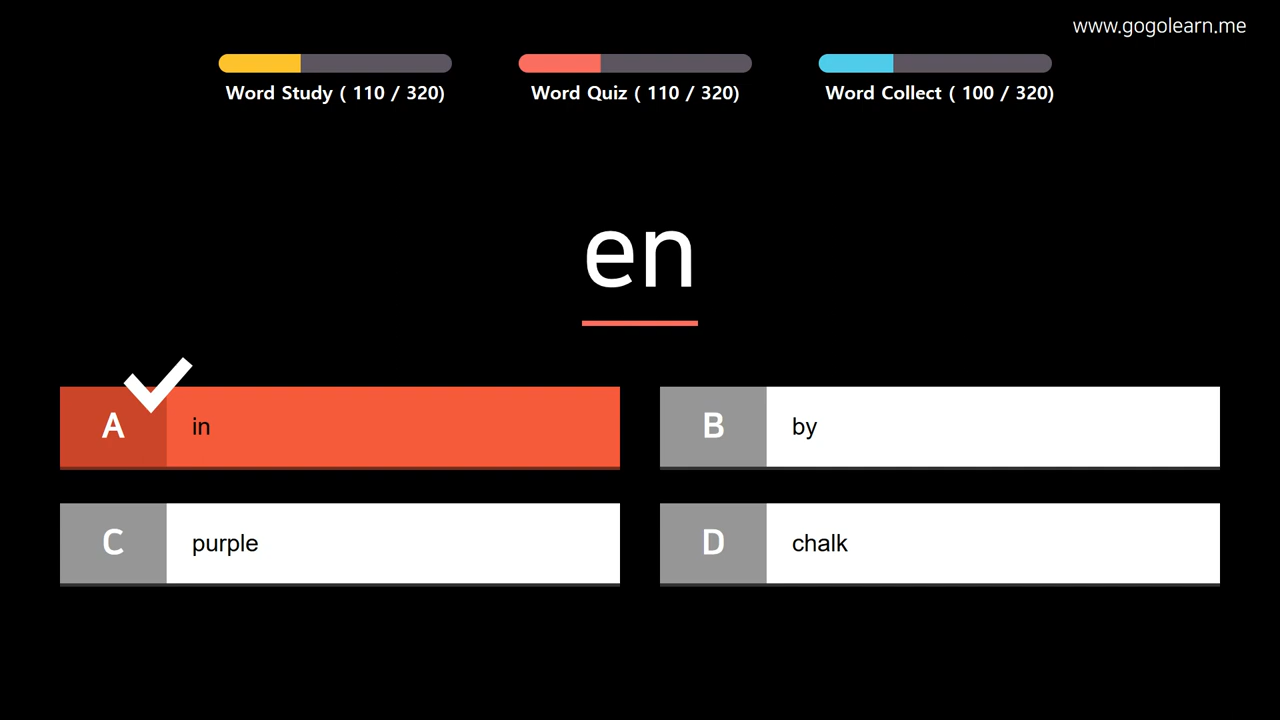 www.gogolearn.me
Word Study ( 110 / 320)
Word Quiz ( 110 / 320)
Word Collect ( 100 / 320)
en
A in
B by
C purple
D chalk